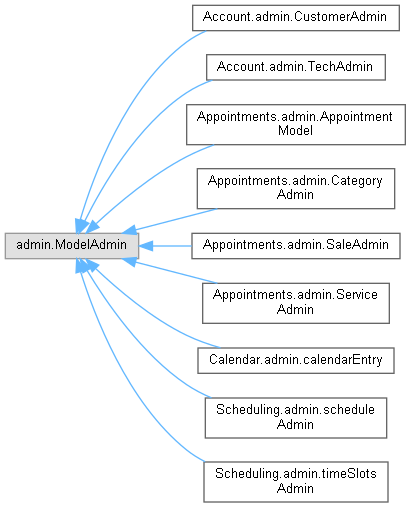 Account.admin.CustomerAdmin
Account.admin.TechAdmin
Appointments.admin.Appointment
Model
Appointments.admin.Category
Admin
admin.ModelAdmin
Appointments.admin.SaleAdmin
Appointments.admin.Service
Admin
Calendar.admin.calendarEntry
Scheduling.admin.schedule
Admin
Scheduling.admin.timeSlots
Admin